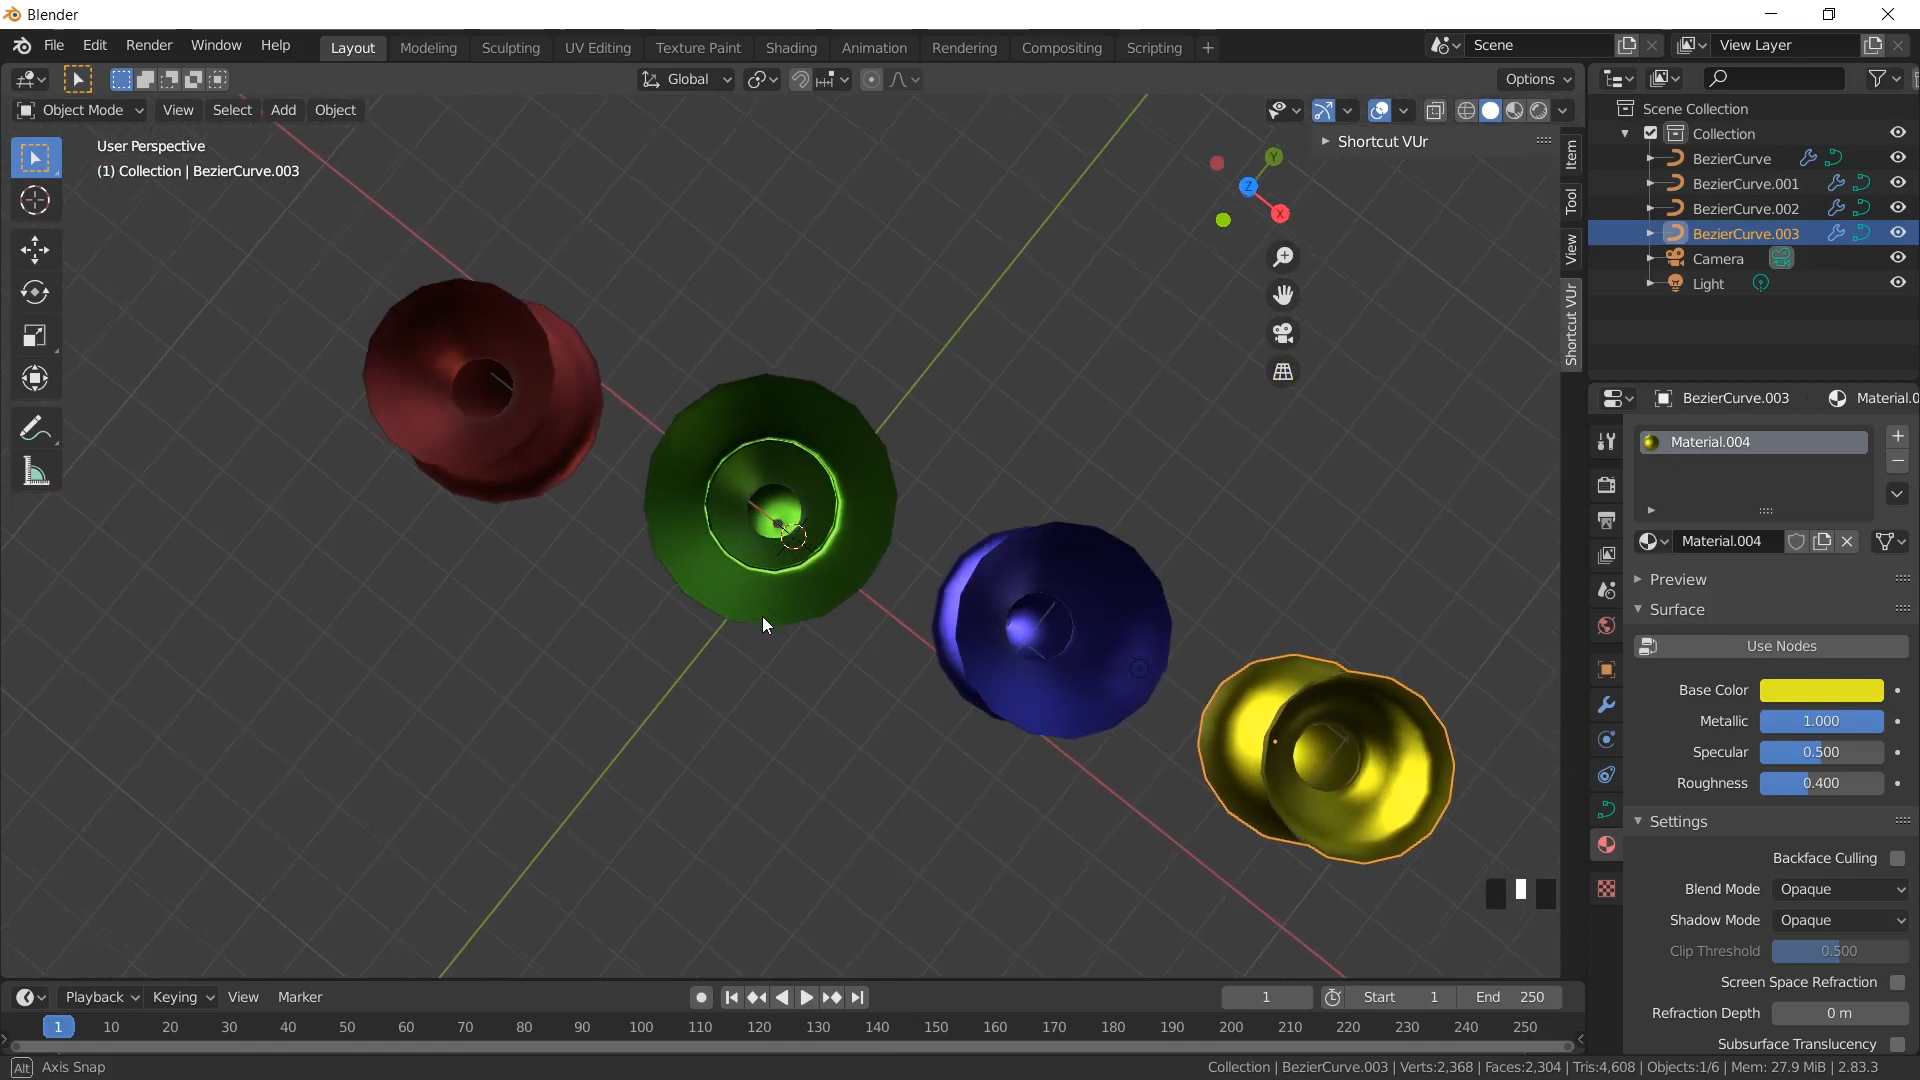 Blender
File Edit Render Window Help Layout Modeling Sculpting UV Editing Texture Paint Shading Animation Rendering Compositing Scripting + Scene View Layer
Global Options
Object Mode View Select Add Object
User Perspective
(1) Collection | BezierCurve.003
Shortcut VUr
Y
Z
X
Item
Tool
View
Shortcut VUr
Scene Collection
Collection
BezierCurve
BezierCurve.001
BezierCurve.002
BezierCurve.003
Camera
Light
BezierCurve.003 Material.0
Material.004
Material.004
Preview
Surface
Use Nodes
Base Color
Metallic 1.000
Specular 0.500
Roughness 0.400
Settings
Backface Culling
Blend Mode Opaque
Shadow Mode Opaque
Clip Threshold 0.500
Screen Space Refraction
Refraction Depth 0 m
Subsurface Translucency
Playback Keying View Marker 1 Start 1 End 250
1 10 20 30 40 50 60 70 80 90 100 110 120 130 140 150 160 170 180 190 200 210 220 230 240 250
Alt Axis Snap
Collection | BezierCurve.003 | Verts:2,368 | Faces:2,304 | Tris:4,608 | Objects:1/6 | Mem: 27.9 MiB | 2.83.3